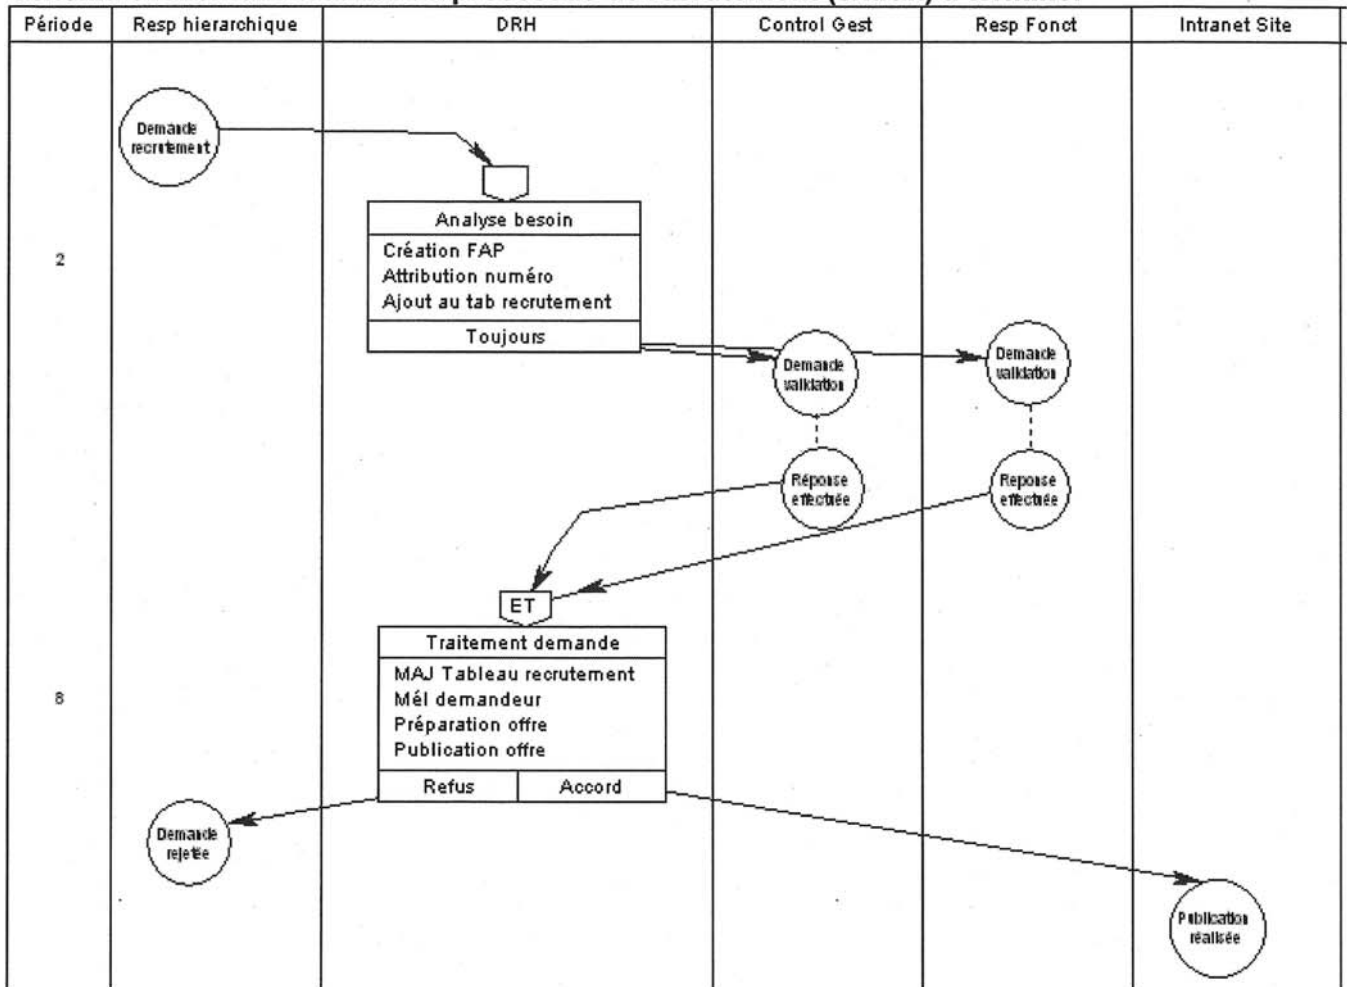 Période
Resp hierarchique
DRH
Control Gest
Resp Fonct
Intranet Site
Demande
recrutement
Analyse besoin
2
Création FAP
Attribution numéro
Ajout au tab recrutement
Toujours
Demande
validation
Demande
validation
Réponse
effectuée
Reponse
effectuée
ET
Traitement demande
8
MAJ Tableau recrutement
Mél demandeur
Préparation offre
Publication offre
Refus
Accord
Demande
rejetée
Publication
réalisée